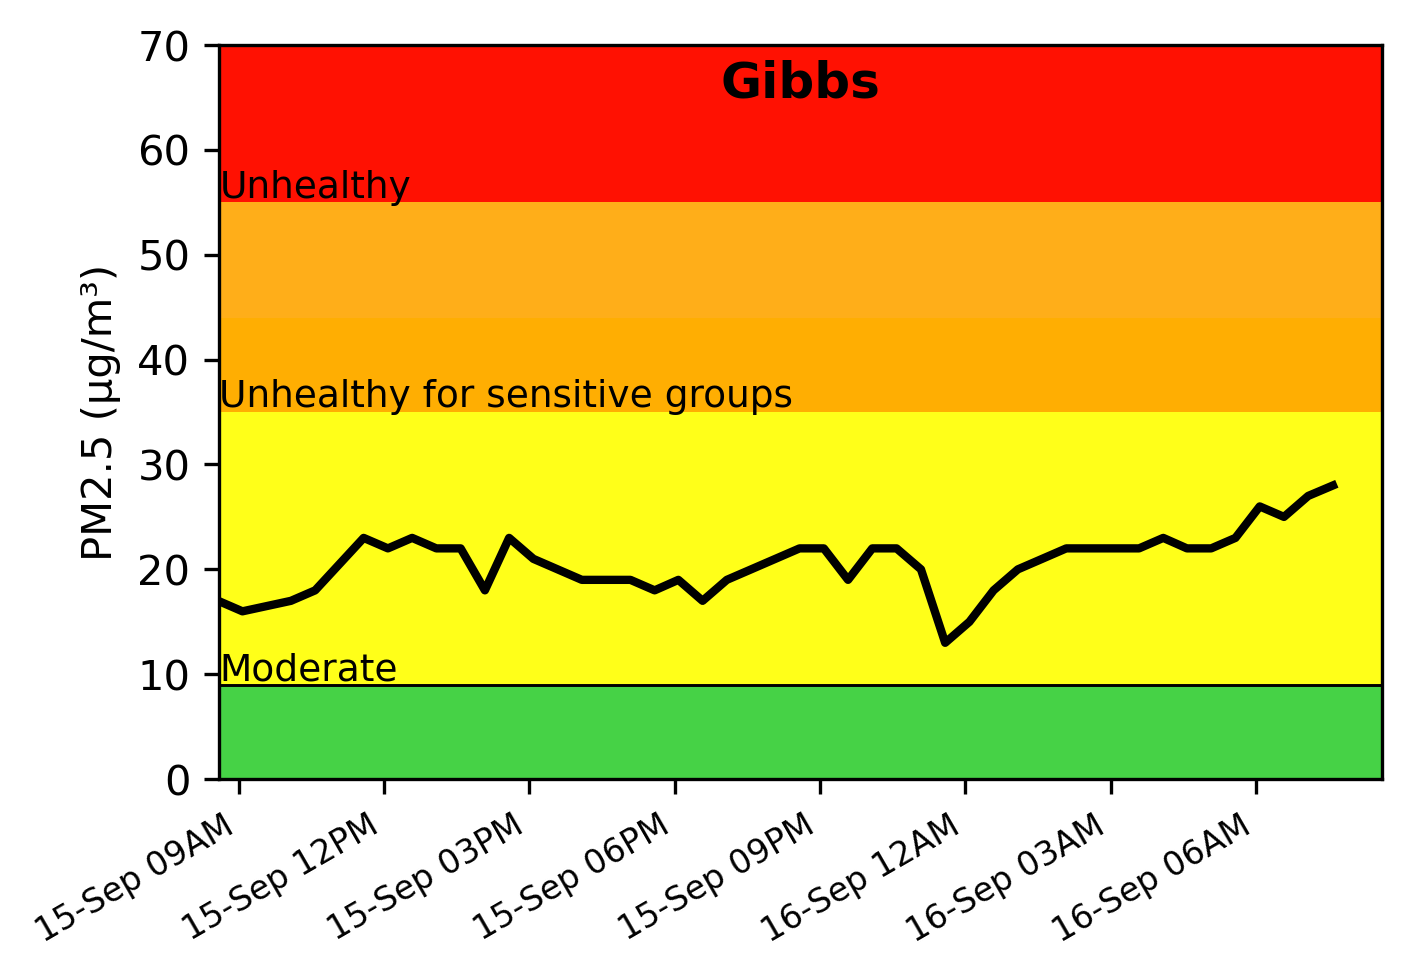 Gibbs
70
60
50
40
30
20
10
0
PM2.5 (µg/m³)
Unhealthy
Unhealthy for sensitive groups
Moderate
15-Sep 09AM
15-Sep 12PM
15-Sep 03PM
15-Sep 06PM
15-Sep 09PM
16-Sep 12AM
16-Sep 03AM
16-Sep 06AM